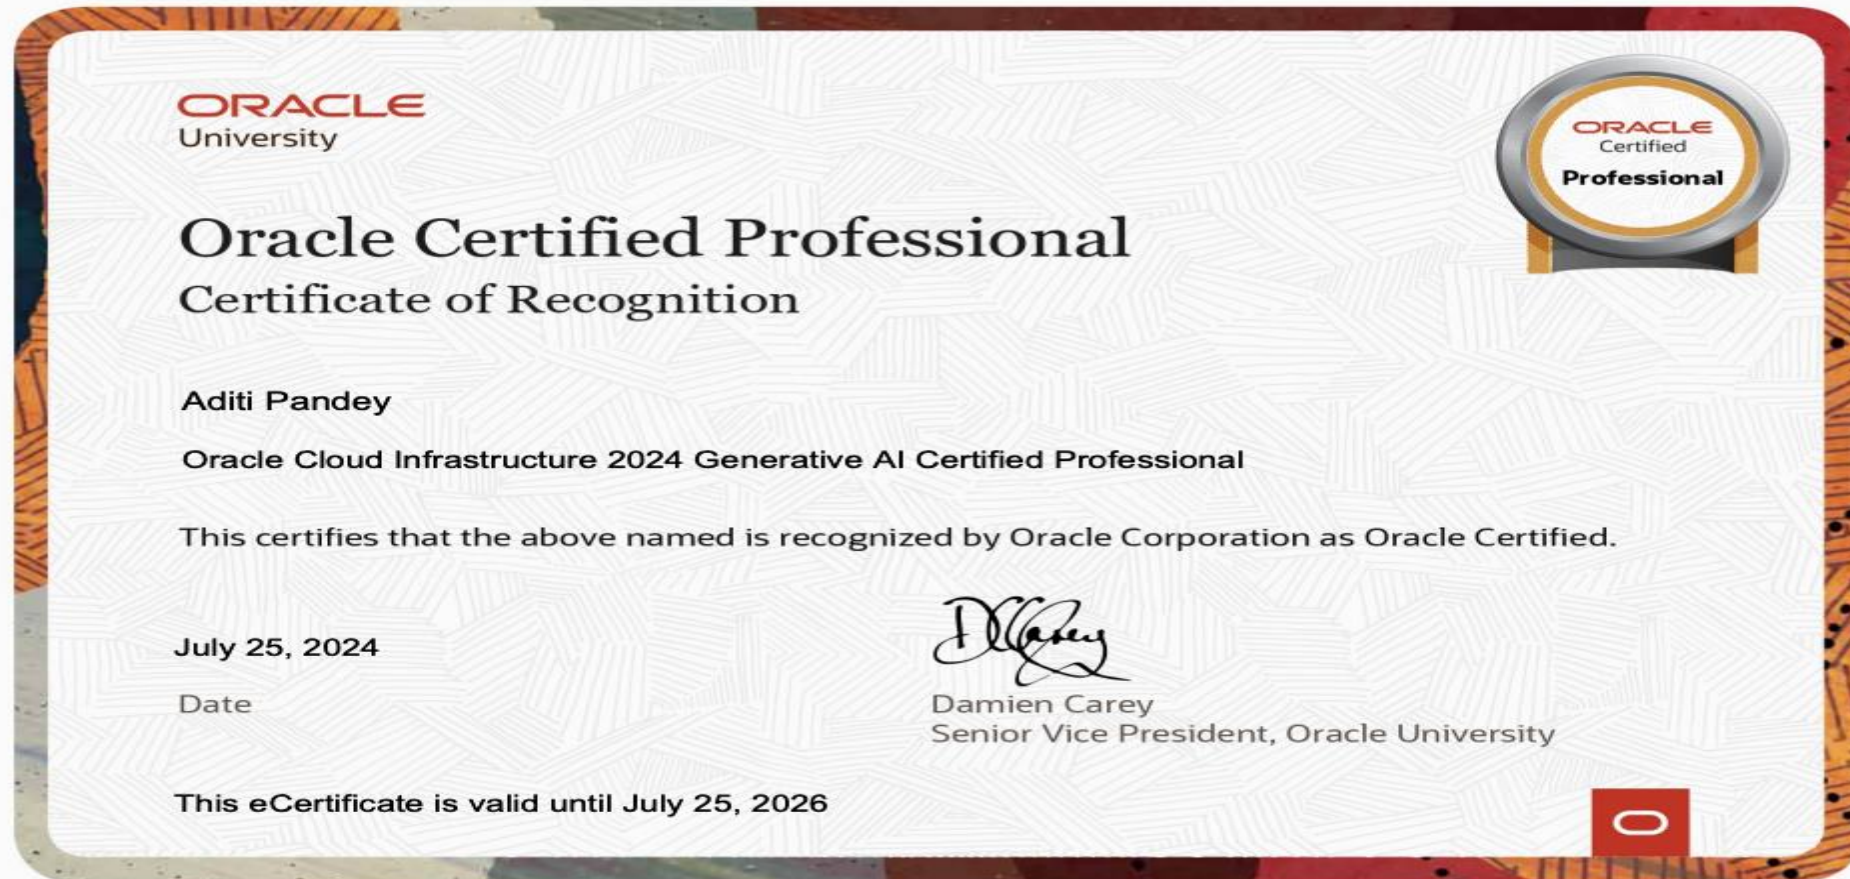 ORACLE
University
ORACLE
Certified
Professional
Oracle Certified Professional
Certificate of Recognition
Aditi Pandey
Oracle Cloud Infrastructure 2024 Generative AI Certified Professional
This certifies that the above named is recognized by Oracle Corporation as Oracle Certified.
DCCarey
July 25, 2024
Date
Damien Carey
Senior Vice President, Oracle University
This eCertificate is valid until July 25, 2026